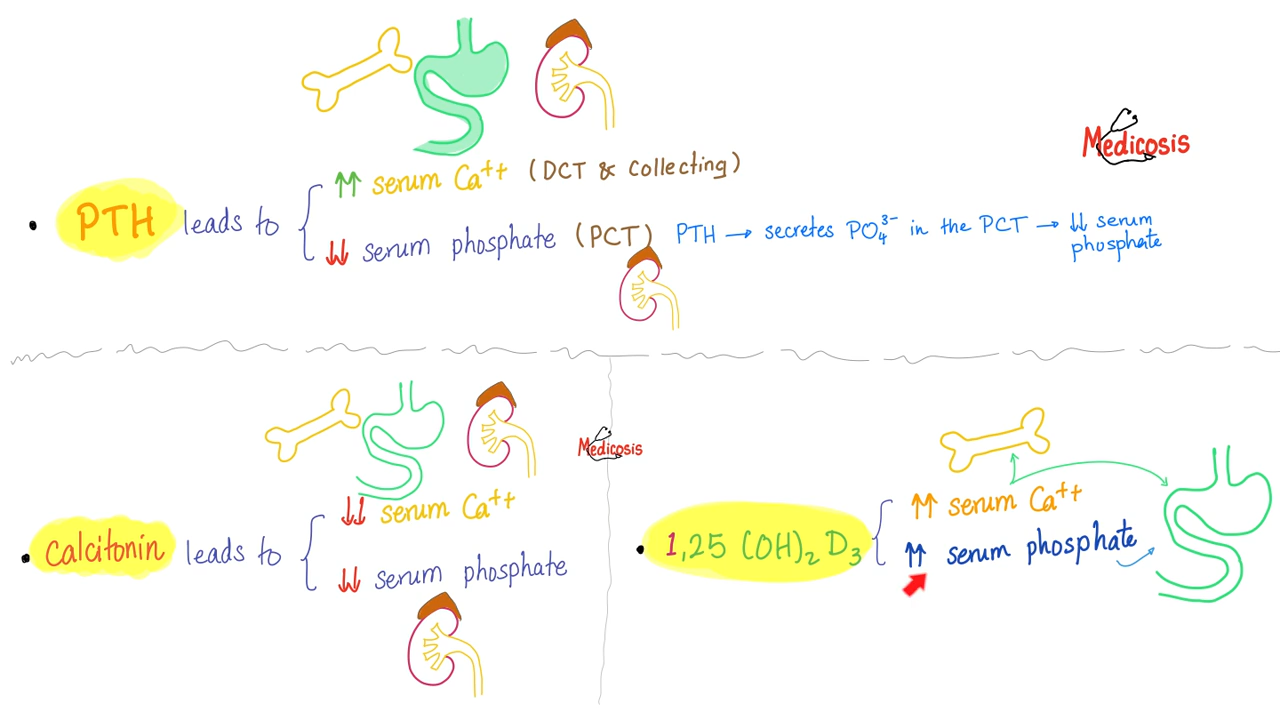 Medicosis
↑↑ serum Ca++ (DCT & Collecting)
• PTH leads to
↓↓ serum phosphate (PCT) PTH → secretes PO₄³⁻ in the PCT → ↓↓ serum
phosphate
Medicosis
↓↓ serum Ca++
• Calcitonin leads to
↓↓ serum phosphate
↑↑ serum Ca++
• 1,25 (OH)₂ D₃
↑↑ serum phosphate